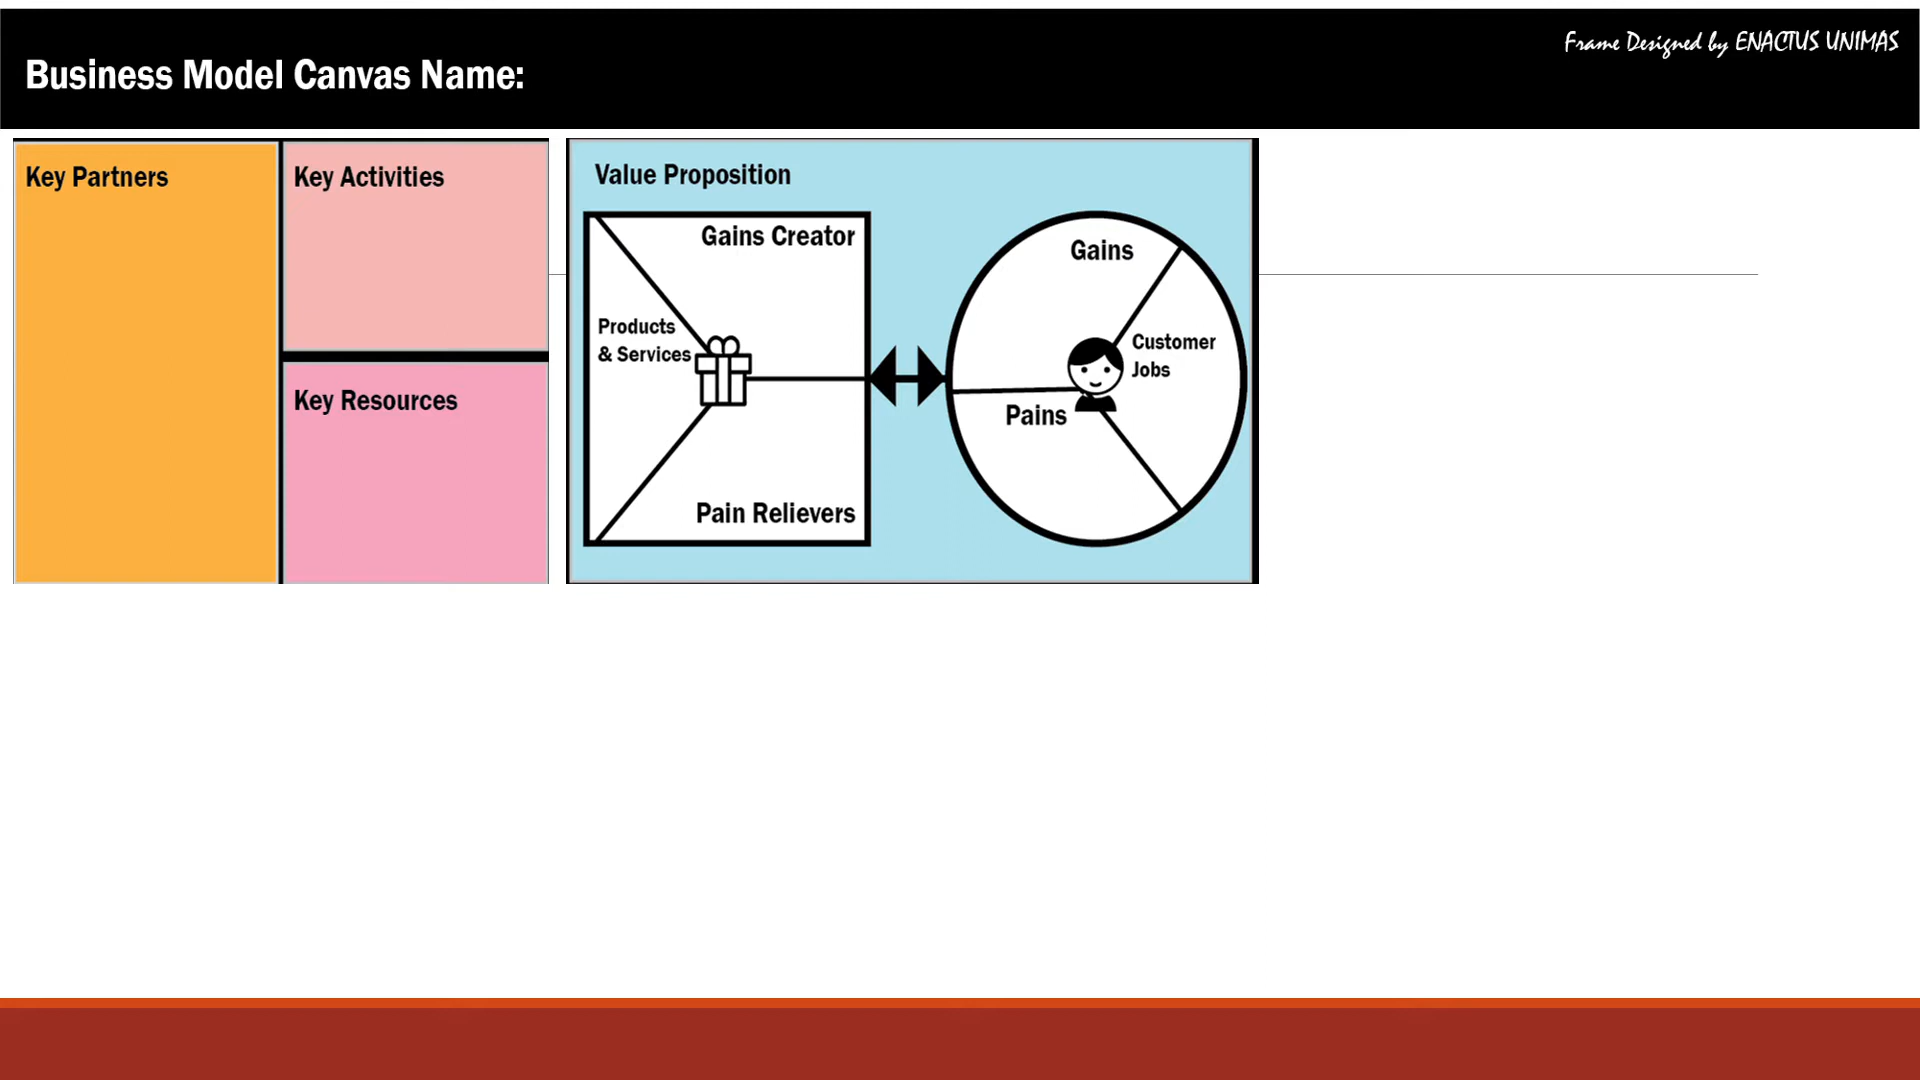 Frame Designed by ENACTUS UNIMAS
Business Model Canvas Name:
Key Partners
Key Activities
Key Resources
Value Proposition
Gains Creator
Products
& Services
Pain Relievers
Gains
Customer
Jobs
Pains